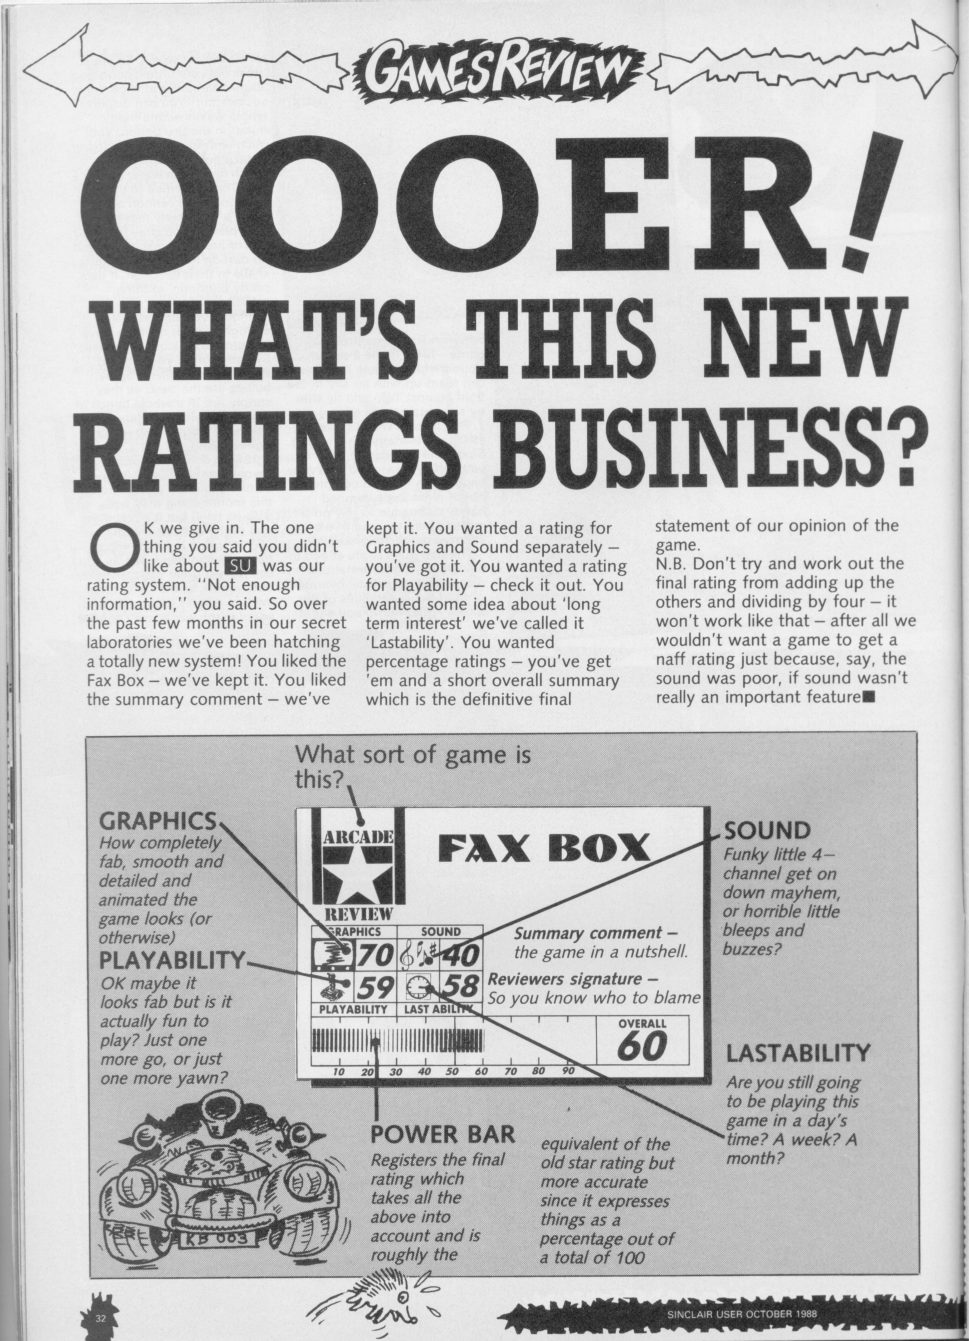 GAMES REVIEW
OOOER!
WHAT'S THIS NEW
RATINGS BUSINESS?
OK we give in. The one
thing you said you didn't
like about SU was our
rating system. "Not enough
information," you said. So over
the past few months in our secret
laboratories we've been hatching
a totally new system! You liked the
Fax Box – we've kept it. You liked
the summary comment – we've
kept it. You wanted a rating for
Graphics and Sound separately –
you've got it. You wanted a rating
for Playability – check it out. You
wanted some idea about 'long
term interest' we've called it
'Lastability'. You wanted
percentage ratings – you've get
'em and a short overall summary
which is the definitive final
statement of our opinion of the
game.
N.B. Don't try and work out the
final rating from adding up the
others and dividing by four – it
won't work like that – after all we
wouldn't want a game to get a
naff rating just because, say, the
sound was poor, if sound wasn't
really an important feature
What sort of game is
this?
GRAPHICS
How completely
fab, smooth and
detailed and
animated the
game looks (or
otherwise)
PLAYABILITY
OK maybe it
looks fab but is it
actually fun to
play? Just one
more go, or just
one more yawn?
ARCADE
REVIEW
FAX BOX
GRAPHICS SOUND
70 40
59 58
PLAYABILITY LAST ABILITY
Summary comment –
the game in a nutshell.
Reviewers signature –
So you know who to blame
OVERALL
60
10 20 30 40 50 60 70 80 90
SOUND
Funky little 4–
channel get on
down mayhem,
or horrible little
bleeps and
buzzes?
LASTABILITY
Are you still going
to be playing this
game in a day's
time? A week? A
month?
POWER BAR
Registers the final
rating which
takes all the
above into
account and is
roughly the
equivalent of the
old star rating but
more accurate
since it expresses
things as a
percentage out of
a total of 100
KB 003
32
SINCLAIR USER OCTOBER 1988